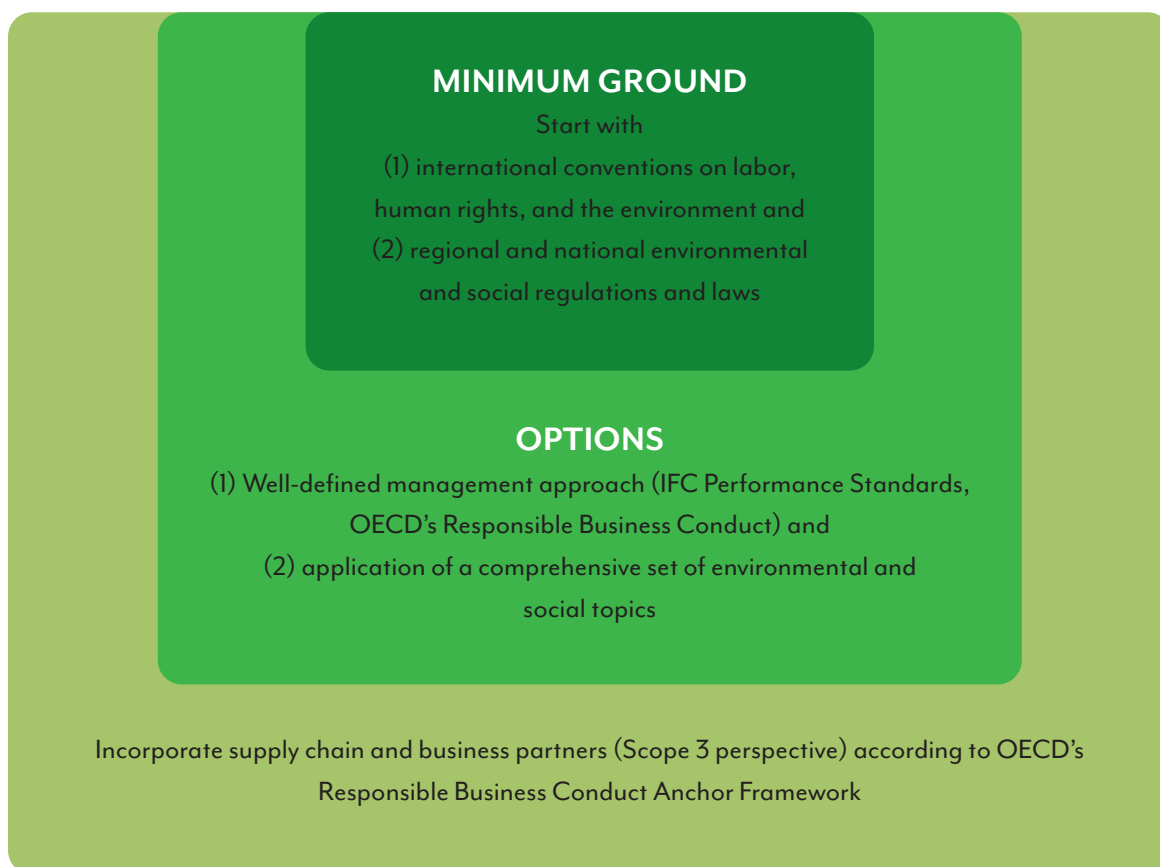 MINIMUM GROUND
Start with
(1) international conventions on labor,
human rights, and the environment and
(2) regional and national environmental
and social regulations and laws
OPTIONS
(1) Well-defined management approach (IFC Performance Standards,
OECD’s Responsible Business Conduct) and
(2) application of a comprehensive set of environmental and
social topics
Incorporate supply chain and business partners (Scope 3 perspective) according to OECD’s
Responsible Business Conduct Anchor Framework